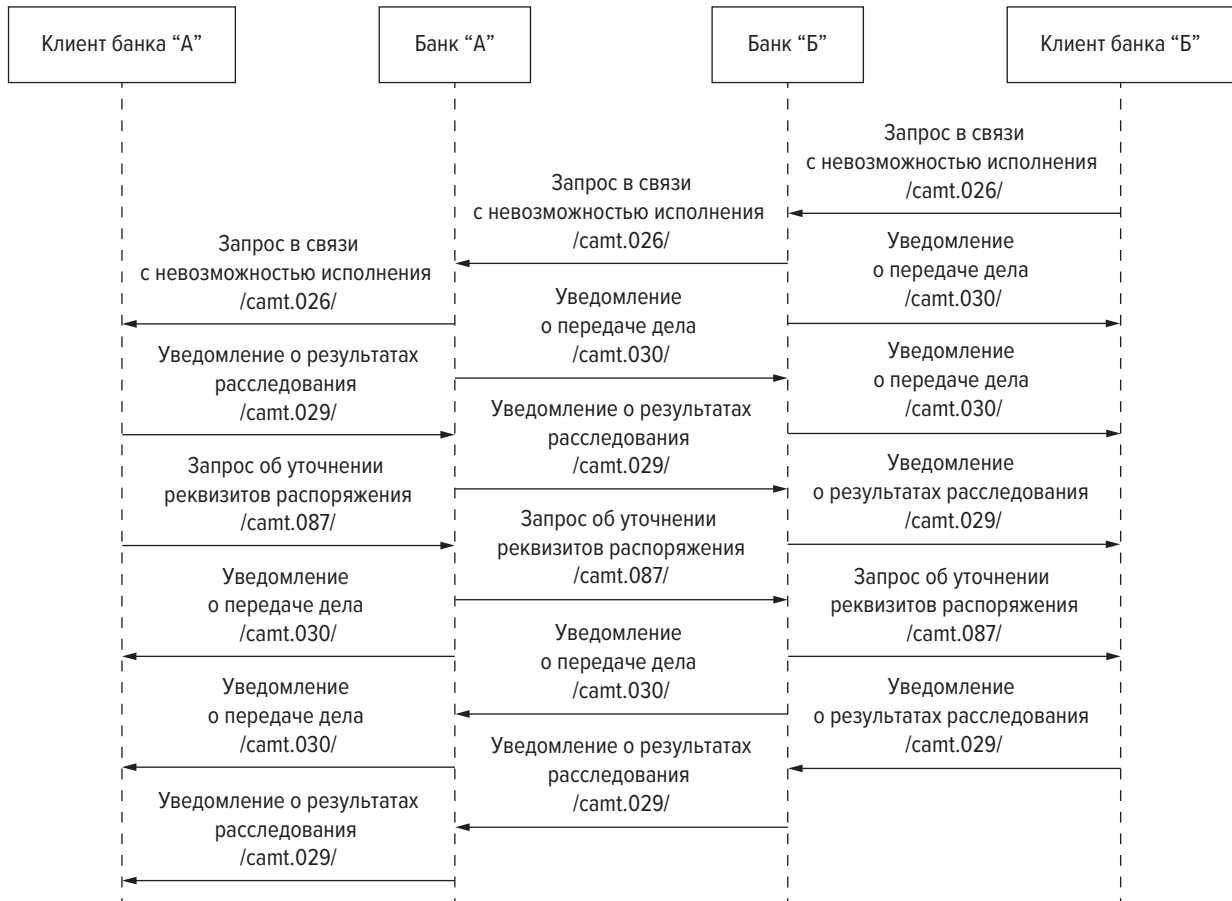 Клиент банка “А”
Банк “А”
Банк “Б”
Клиент банка “Б”
Запрос в связи
с невозможностью исполнения
/camt.026/
Запрос в связи
с невозможностью исполнения
/camt.026/
Запрос в связи
с невозможностью исполнения
/camt.026/
Уведомление
о передаче дела
/camt.030/
Уведомление
о передаче дела
/camt.030/
Уведомление о результатах
расследования
/camt.029/
Уведомление
о передаче дела
/camt.030/
Уведомление о результатах
расследования
/camt.029/
Запрос об уточнении
реквизитов распоряжения
/camt.087/
Уведомление
о результатах расследования
/camt.029/
Запрос об уточнении
реквизитов распоряжения
/camt.087/
Уведомление
о передаче дела
/camt.030/
Запрос об уточнении
реквизитов распоряжения
/camt.087/
Уведомление
о передаче дела
/camt.030/
Уведомление
о передаче дела
/camt.030/
Уведомление
о результатах расследования
/camt.029/
Уведомление о результатах
расследования
/camt.029/
Уведомление о результатах
расследования
/camt.029/